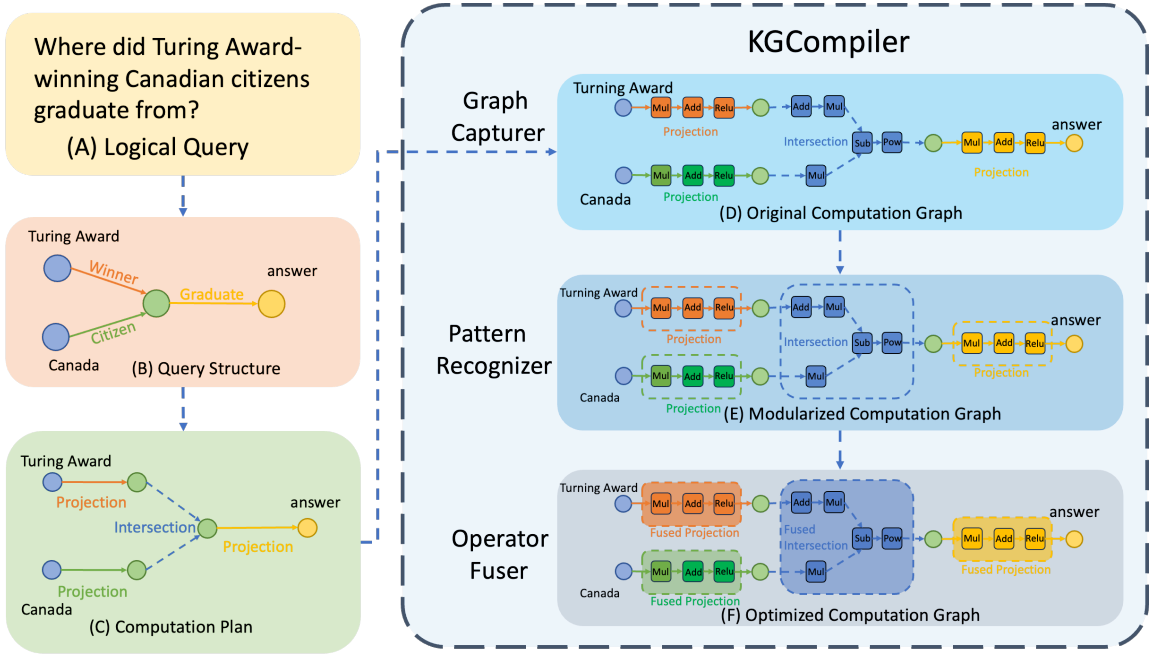 Where did Turing Award-
winning Canadian citizens
graduate from?
(A) Logical Query
Turing Award
Winner
answer
Graduate
Citizen
Canada
(B) Query Structure
Turing Award
Projection
answer
Intersection
Projection
Projection
Canada
(C) Computation Plan
KGCompiler
Graph
Capturer
Turning Award
Mul Add Relu Add Mul
Projection
Intersection
Sub Pow
answer
Mul Add Relu
Projection
Mul Add Relu Mul
Projection
Canada
(D) Original Computation Graph
Pattern
Recognizer
Turning Award
Mul Add Relu Add Mul
Projection
Intersection
Sub Pow
answer
Mul Add Relu
Projection
Mul Add Relu Mul
Projection
Canada
(E) Modularized Computation Graph
Operator
Fuser
Turning Award
Mul Add Relu Add Mul
Fused Projection
Fused
Intersection
Sub Pow
answer
Mul Add Relu
Fused Projection
Mul Add Relu Mul
Fused Projection
Canada
(F) Optimized Computation Graph